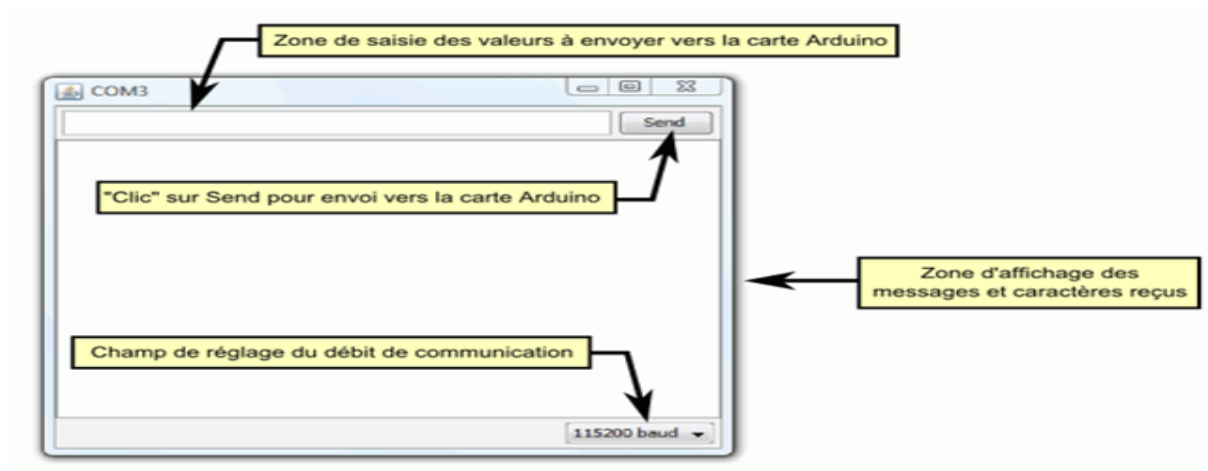 Zone de saisie des valeurs à envoyer vers la carte Arduino
COM3
Send
"Clic" sur Send pour envoi vers la carte Arduino
Zone d'affichage des
messages et caractères reçus
Champ de réglage du débit de communication
115200 baud